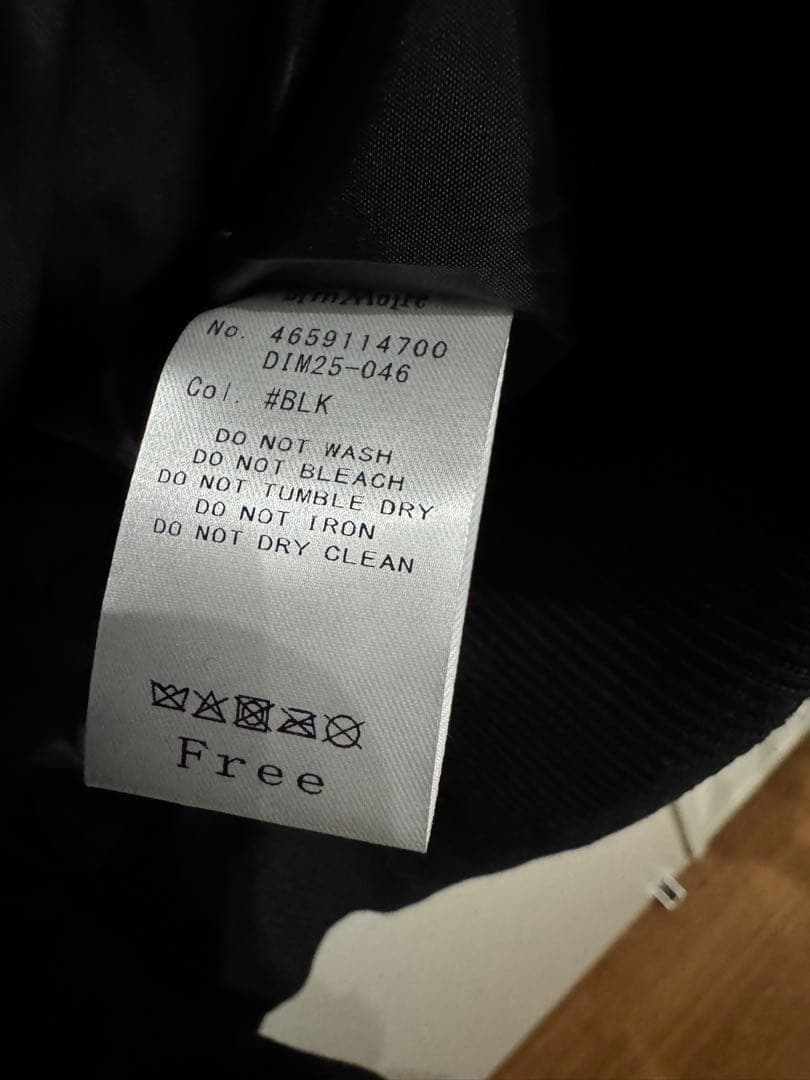 No. 4659114700
DIM25-046
Col. #BLK
DO NOT WASH
DO NOT BLEACH
DO NOT TUMBLE DRY
DO NOT IRON
DO NOT DRY CLEAN
Free